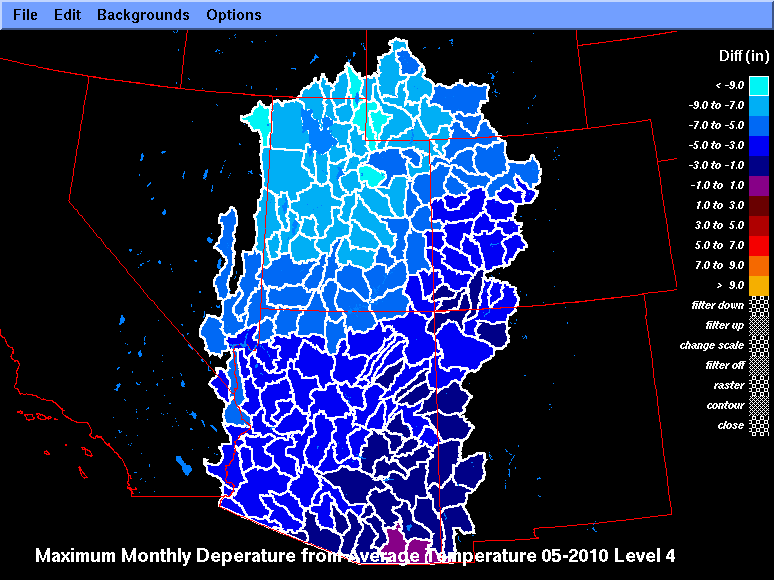 File Edit Backgrounds Options
Diff (in)
< -9.0
-9.0 to -7.0
-7.0 to -5.0
-5.0 to -3.0
-3.0 to -1.0
-1.0 to 1.0
1.0 to 3.0
3.0 to 5.0
5.0 to 7.0
7.0 to 9.0
> 9.0
filter down
filter up
change scale
filter off
raster
contour
close
Maximum Monthly Deperature from Average Temperature 05-2010 Level 4